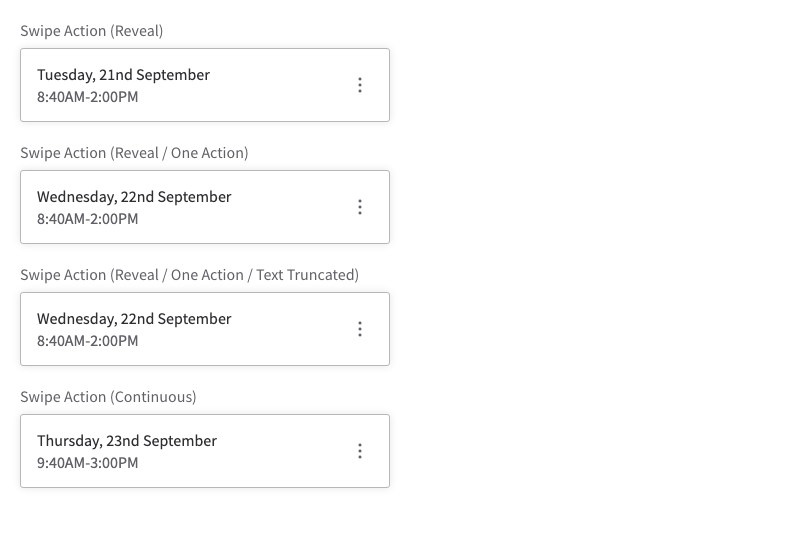 Swipe Action (Reveal)
Tuesday, 21nd September
8:40AM-2:00PM
Swipe Action (Reveal / One Action)
Wednesday, 22nd September
8:40AM-2:00PM
Swipe Action (Reveal / One Action / Text Truncated)
Wednesday, 22nd September
8:40AM-2:00PM
Swipe Action (Continuous)
Thursday, 23nd September
9:40AM-3:00PM